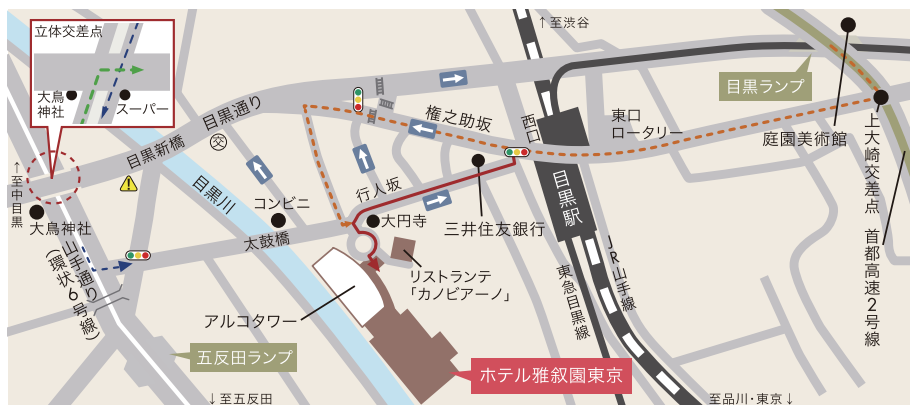 立体交差点
大鳥
神社
スーパー
↑至渋谷
目黒ランプ
庭園美術館
上大崎交差点
首都高速2号線
東口
ロータリー
西口
権之助坂
目黒通り
目黒新橋
交
↑至中目黒
大鳥神社
山手通り
(環状6号線)
目黒川
コンビニ
太鼓橋
行人坂
大円寺
三井住友銀行
目黒駅
JR山手線
東急目黒線
リストランテ
「カノビアーノ」
アルコタワー
五反田ランプ
ホテル雅叙園東京
↓至五反田
至品川・東京↓